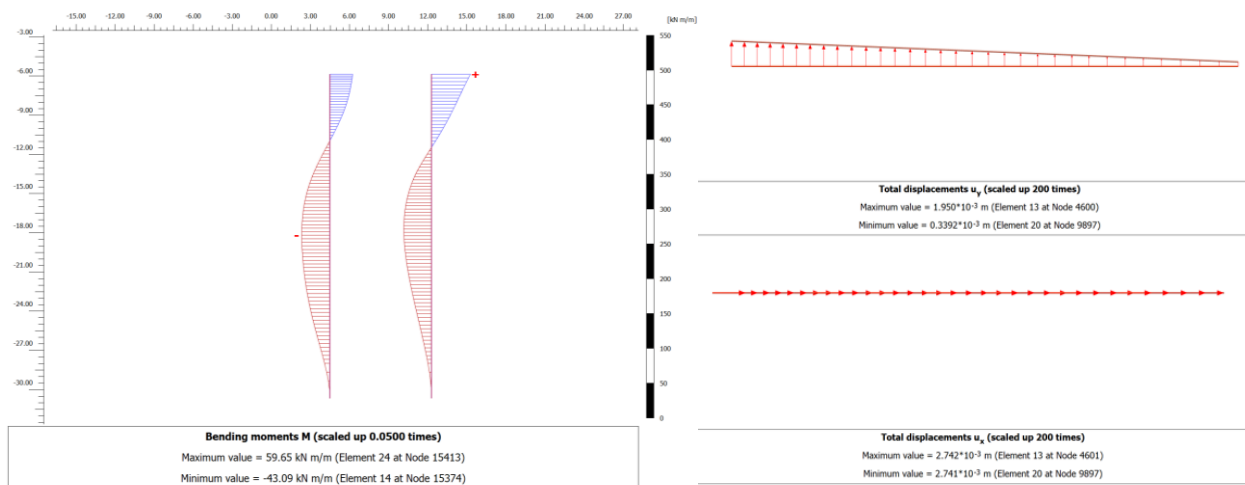 -15.00 -12.00 -9.00 -6.00 -3.00 0.00 3.00 6.00 9.00 12.00 15.00 18.00 21.00 24.00 27.00
[kN m/m]
-3.00
-6.00
-9.00
-12.00
-15.00
-18.00
-21.00
-24.00
-27.00
-30.00
+
-
550
500
450
400
350
300
250
200
150
100
50
0
Bending moments M (scaled up 0.0500 times)
Maximum value = 59.65 kN m/m (Element 24 at Node 15413)
Minimum value = -43.09 kN m/m (Element 14 at Node 15374)
Total displacements uy (scaled up 200 times)
Maximum value = 1.950*10-3 m (Element 13 at Node 4600)
Minimum value = 0.3392*10-3 m (Element 20 at Node 9897)
Total displacements ux (scaled up 200 times)
Maximum value = 2.742*10-3 m (Element 13 at Node 4601)
Minimum value = 2.741*10-3 m (Element 20 at Node 9897)